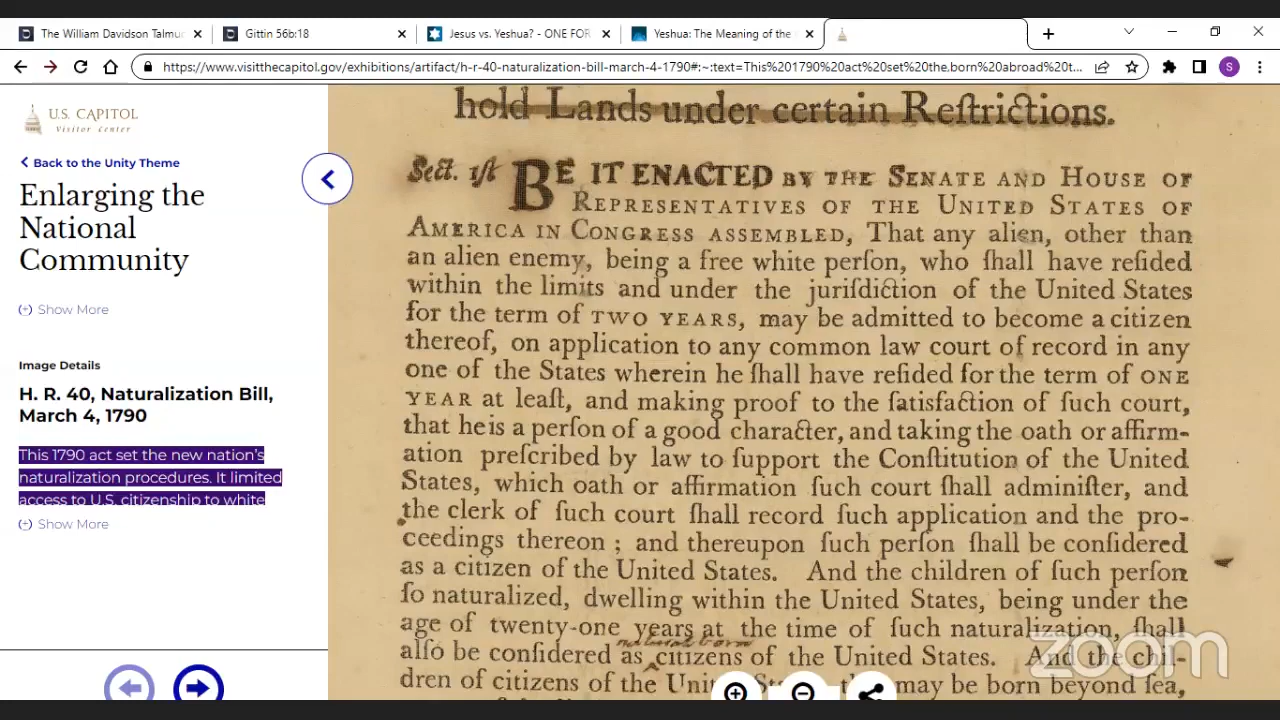 The William Davidson Talmu
Gittin 56b:18
Jesus vs. Yeshua? - ONE FOR
Yeshua: The Meaning of the
https://www.visitthecapitol.gov/exhibitions/artifact/h-r-40-naturalization-bill-march-4-1790#:~:text=This%201790%20act%20set%20the,born%20abroad%20t...
S
U.S. CAPITOL
Visitor Center
Back to the Unity Theme
Enlarging the
National
Community
Show More
Image Details
H. R. 40, Naturalization Bill,
March 4, 1790
This 1790 act set the new nation's
naturalization procedures. It limited
access to U.S. citizenship to white
Show More
hold Lands under certain Reſtrictions.
Sect. 1ſt BE IT ENACTED BY THE SENATE AND HOUSE OF
REPRESENTATIVES OF THE UNITED STATES OF
AMERICA IN CONGRESS ASSEMBLED, That any alien, other than
an alien enemy, being a free white perſon, who ſhall have reſided
within the limits and under the juriſdiction of the United States
for the term of TWO YEARS, may be admitted to become a citizen
thereof, on application to any common law court of record in any
one of the States wherein he ſhall have reſided for the term of ONE
YEAR at leaſt, and making proof to the ſatisfaction of ſuch court,
that he is a perſon of a good character, and taking the oath or affirm-
ation preſcribed by law to ſupport the Conſtitution of the United
States, which oath or affirmation ſuch court ſhall adminiſter, and
the clerk of ſuch court ſhall record ſuch application and the pro-
ceedings thereon ; and thereupon ſuch perſon ſhall be conſidered
as a citizen of the United States. And the children of ſuch perſon
ſo naturalized, dwelling within the United States, being under the
age of twenty-one years at the time of ſuch naturalization, ſhall
natural born
alſo be conſidered as citizens of the United States. And the chil-
dren of citizens of the may be born beyond ſea,
zoom